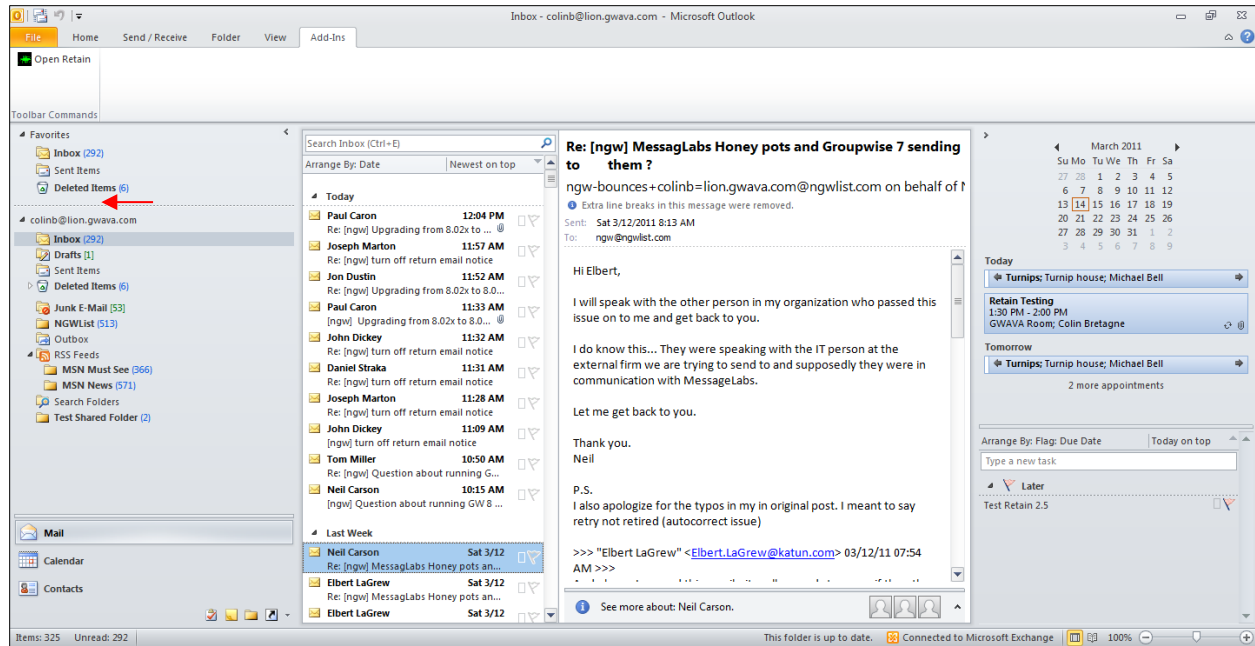 Inbox - colinb@lion.gwava.com - Microsoft Outlook
File Home Send / Receive Folder View Add-Ins
Open Retain
Toolbar Commands
Favorites
Inbox (292)
Sent Items
Deleted Items (6)
colinb@lion.gwava.com
Inbox (292)
Drafts [1]
Sent Items
Deleted Items (6)
Junk E-Mail [53]
NGWList (513)
Outbox
RSS Feeds
MSN Must See (366)
MSN News (571)
Search Folders
Test Shared Folder (2)
Mail
Calendar
Contacts
Search Inbox (Ctrl+E)
Arrange By: Date Newest on top
Today
Paul Caron 12:04 PM
Re: [ngw] Upgrading from 8.02x to ...
Joseph Marton 11:57 AM
Re: [ngw] turn off return email notice
Jon Dustin 11:52 AM
Re: [ngw] Upgrading from 8.02x to 8.0...
Paul Caron 11:33 AM
[ngw] Upgrading from 8.02x to 8.0...
John Dickey 11:32 AM
Re: [ngw] turn off return email notice
Daniel Straka 11:31 AM
Re: [ngw] turn off return email notice
Joseph Marton 11:28 AM
Re: [ngw] turn off return email notice
John Dickey 11:09 AM
[ngw] turn off return email notice
Tom Miller 10:50 AM
Re: [ngw] Question about running G...
Neil Carson 10:15 AM
[ngw] Question about running GW 8 ...
Last Week
Neil Carson Sat 3/12
Re: [ngw] MessagLabs Honey pots an...
Elbert LaGrew Sat 3/12
Re: [ngw] MessagLabs Honey pots an...
Elbert LaGrew Sat 3/12
Re: [ngw] MessagLabs Honey pots and Groupwise 7 sending
to them ?
ngw-bounces+colinb=lion.gwava.com@ngwlist.com on behalf of
Extra line breaks in this message were removed.
Sent: Sat 3/12/2011 8:13 AM
To: ngw@ngwlist.com
Hi Elbert,
I will speak with the other person in my organization who passed this
issue on to me and get back to you.
I do know this... They were speaking with the IT person at the
external firm we are trying to send to and supposedly they were in
communication with MessageLabs.
Let me get back to you.
Thank you.
Neil
P.S.
I also apologize for the typos in my in original post. I meant to say
retry not retired (autocorrect issue)
>>> "Elbert LaGrew" <Elbert.LaGrew@katun.com> 03/12/11 07:54
AM >>>
See more about: Neil Carson.
March 2011
Su Mo Tu We Th Fr Sa
27 28 1 2 3 4 5
6 7 8 9 10 11 12
13 14 15 16 17 18 19
20 21 22 23 24 25 26
27 28 29 30 31 1 2
3 4 5 6 7 8 9
Today
Turnips; Turnip house; Michael Bell
Retain Testing
1:30 PM - 2:00 PM
GWAVA Room; Colin Bretagne
Tomorrow
Turnips; Turnip house; Michael Bell
2 more appointments
Arrange By: Flag: Due Date Today on top
Type a new task
Later
Test Retain 2.5
Items: 325 Unread: 292 This folder is up to date. Connected to Microsoft Exchange 100%